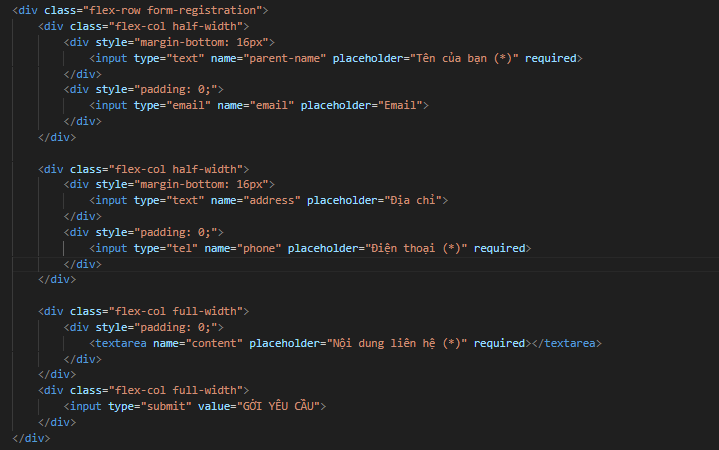 <div class="flex-row form-registration">
<div class="flex-col half-width">
<div style="margin-bottom: 16px">
<input type="text" name="parent-name" placeholder="Tên của bạn (*)" required>
</div>
<div style="padding: 0;">
<input type="email" name="email" placeholder="Email">
</div>
</div>
<div class="flex-col half-width">
<div style="margin-bottom: 16px">
<input type="text" name="address" placeholder="Địa chỉ">
</div>
<div style="padding: 0;">
<input type="tel" name="phone" placeholder="Điện thoại (*)" required>
</div>
</div>
<div class="flex-col full-width">
<div style="padding: 0;">
<textarea name="content" placeholder="Nội dung liên hệ (*)" required></textarea>
</div>
</div>
<div class="flex-col full-width">
<input type="submit" value="GỞI YÊU CẦU">
</div>
</div>